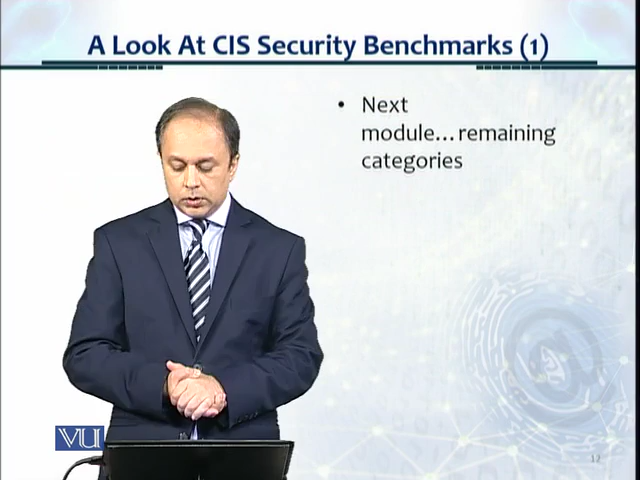 A Look At CIS Security Benchmarks (1)
• Next
module...remaining
categories
VU
12